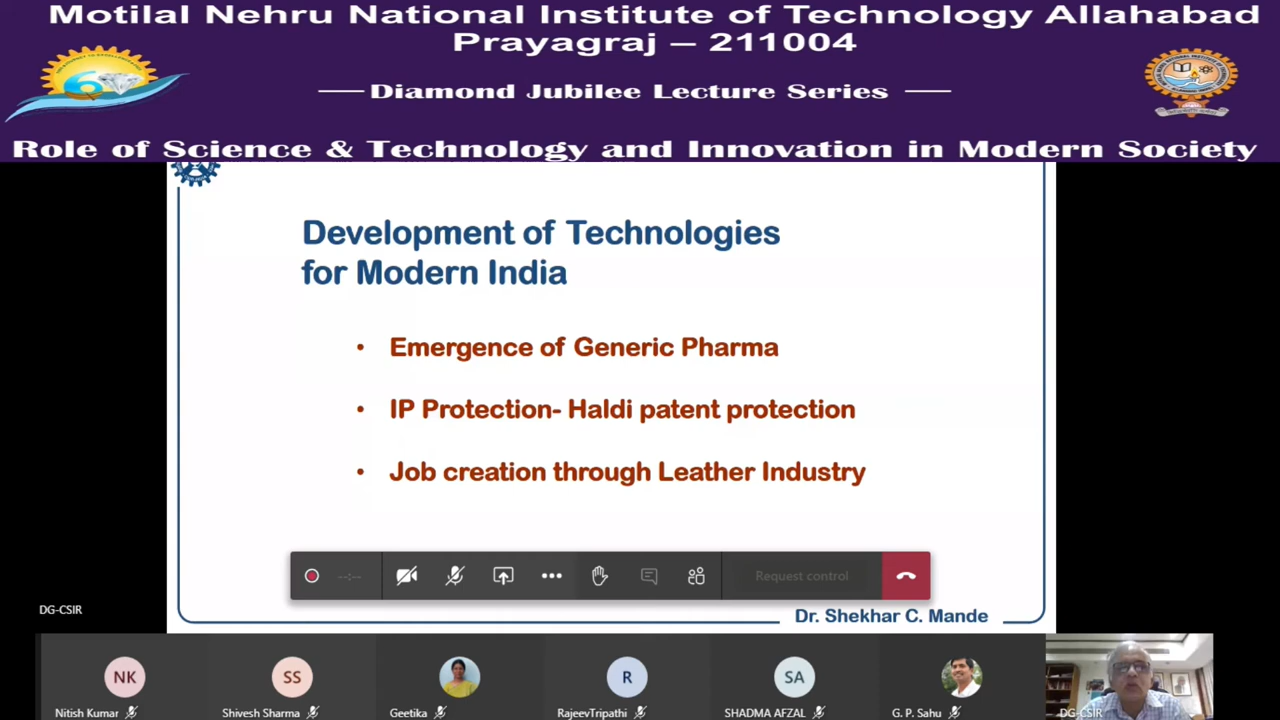 Motilal Nehru National Institute of Technology Allahabad
Prayagraj – 211004
Diamond Jubilee Lecture Series
Role of Science & Technology and Innovation in Modern Society
Development of Technologies
for Modern India
• Emergence of Generic Pharma
• IP Protection- Haldi patent protection
• Job creation through Leather Industry
--:--
Request control
DG-CSIR
Dr. Shekhar C. Mande
NK
SS
R
SA
Nitish Kumar
Shivesh Sharma
Geetika
RajeevTripathi
SHADMA AFZAL
G. P. Sahu
DG-CSIR